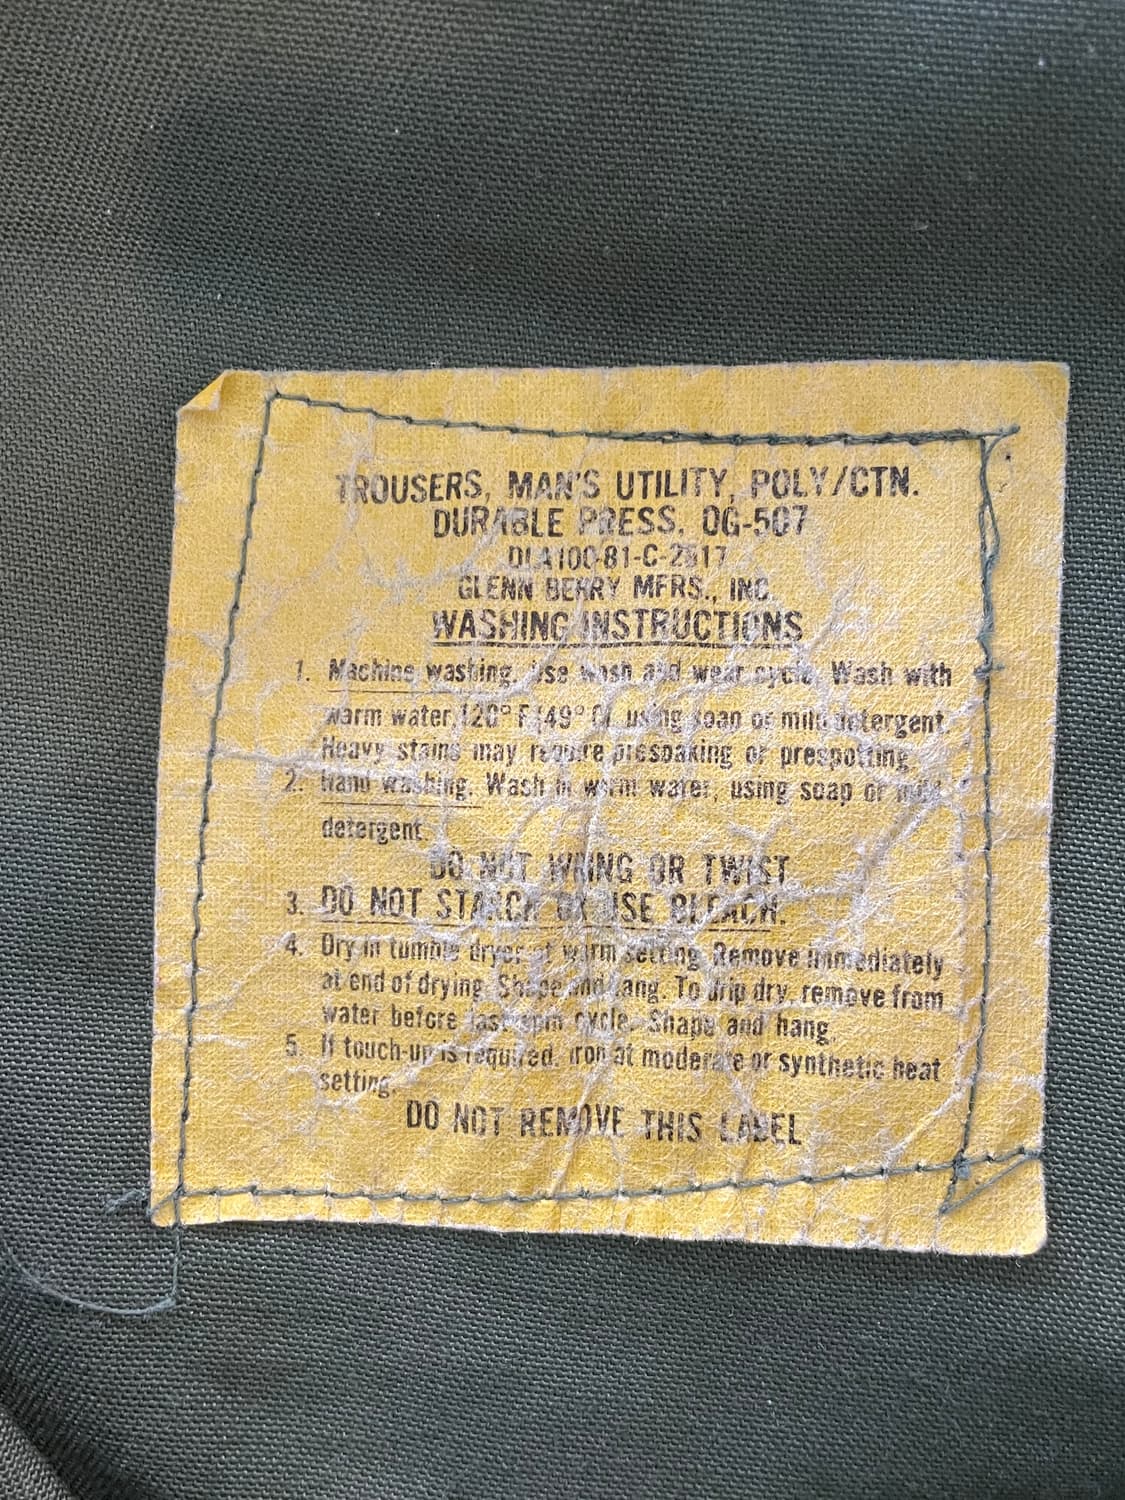 TROUSERS, MAN'S UTILITY, POLY/CTN.
DURABLE PRESS. OG-507
DLA100-81-C-2517
GLENN BERRY MFRS., INC.
WASHING INSTRUCTIONS
1. Machine washing. Use wash and wear cycle. Wash with
warm water, 120° F (49° C), using soap or mild detergent.
Heavy stains may require presoaking or prespotting.
2. Hand washing. Wash in warm water, using soap or mild
detergent.
DO NOT WRING OR TWIST
3. DO NOT STARCH OR USE BLEACH.
4. Dry in tumble dryer at warm setting. Remove immediately
at end of drying. Shape and hang. To drip dry, remove from
water before last spin cycle. Shape and hang.
5. If touch-up is required, iron at moderate or synthetic heat
setting.
DO NOT REMOVE THIS LABEL